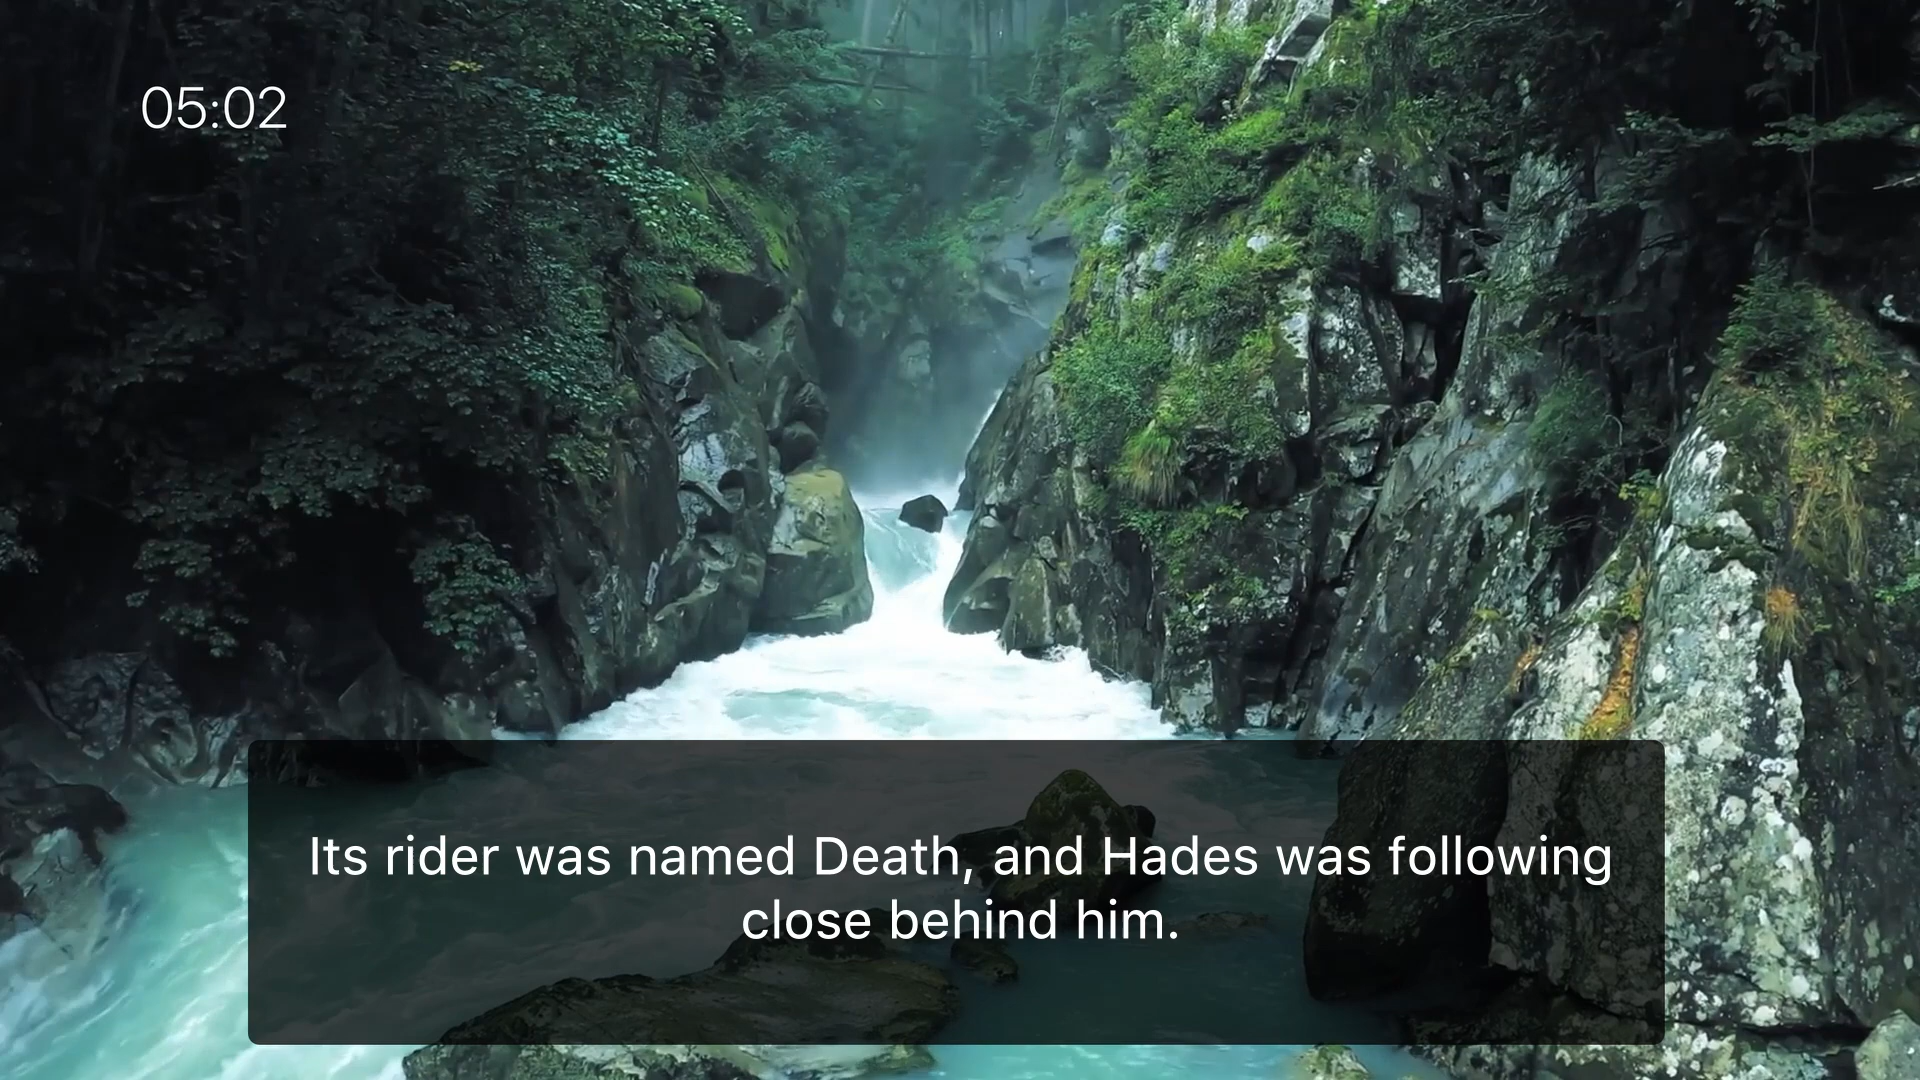 05:02
Its rider was named Death, and Hades was following
close behind him.